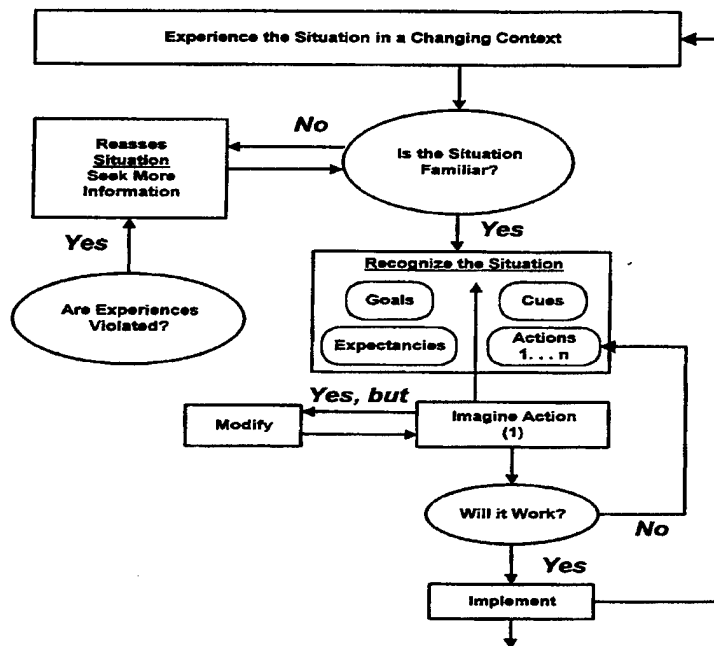 Experience the Situation in a Changing Context
No
Reasses
Situation
Seek More
Information
Is the Situation
Familiar?
Yes
Yes
Are Experiences
Violated?
Recognize the Situation
Goals
Cues
Expectancies
Actions
1. . . n
Yes, but
Modify
Imagine Action
(1)
Will it Work?
No
Yes
Implement